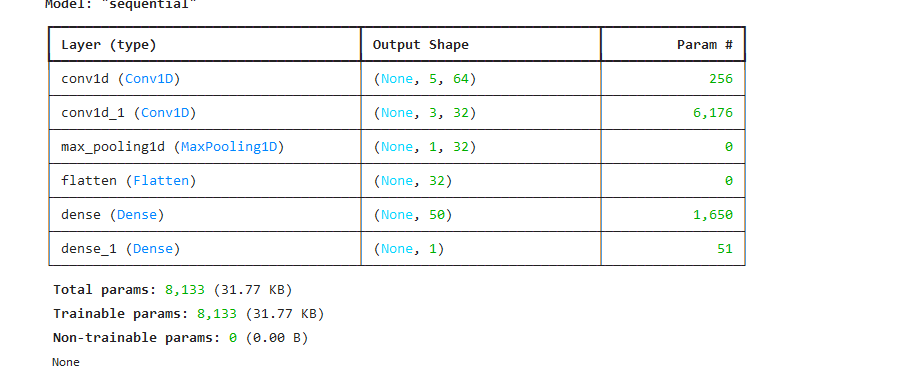 Model: "sequential"
Layer (type) Output Shape Param #
conv1d (Conv1D) (None, 5, 64) 256
conv1d_1 (Conv1D) (None, 3, 32) 6,176
max_pooling1d (MaxPooling1D) (None, 1, 32) 0
flatten (Flatten) (None, 32) 0
dense (Dense) (None, 50) 1,650
dense_1 (Dense) (None, 1) 51
Total params: 8,133 (31.77 KB)
Trainable params: 8,133 (31.77 KB)
Non-trainable params: 0 (0.00 B)
None